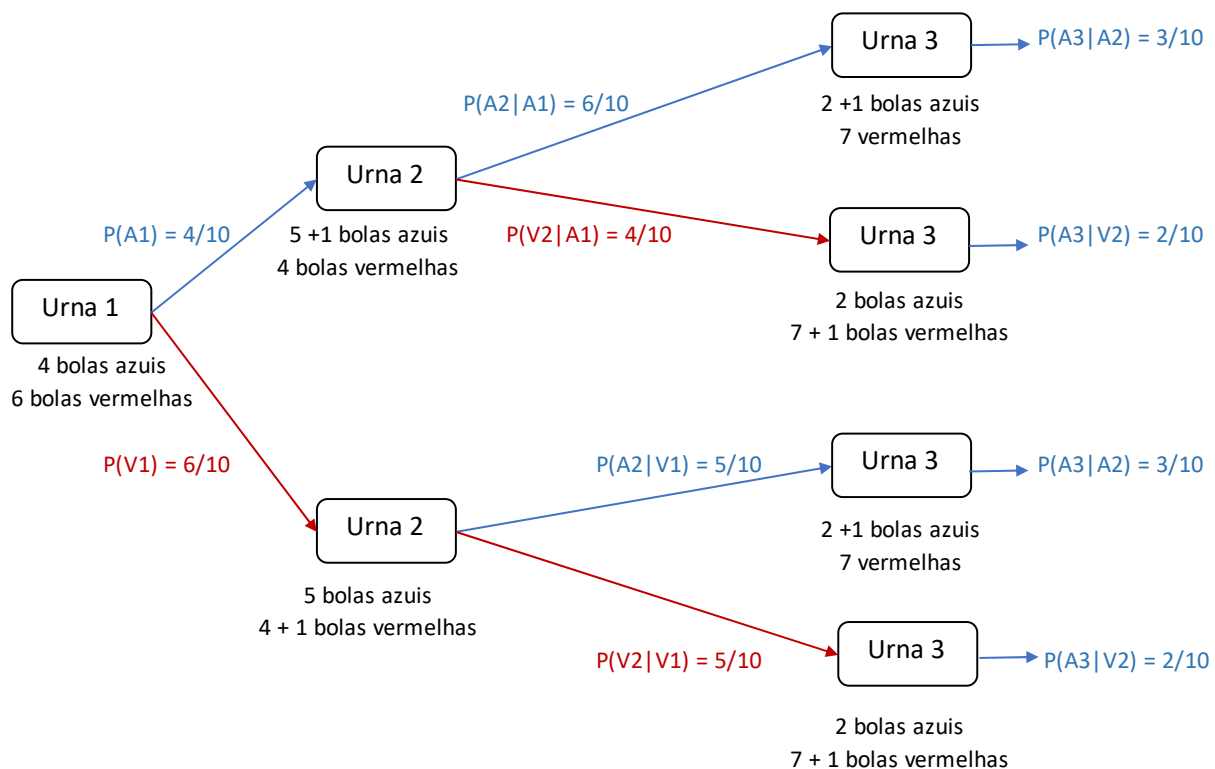 Urna 3
P(A3|A2) = 3/10
P(A2|A1) = 6/10
2 +1 bolas azuis
7 vermelhas
Urna 2
P(A1) = 4/10
5 +1 bolas azuis
4 bolas vermelhas
P(V2|A1) = 4/10
Urna 3
P(A3|V2) = 2/10
2 bolas azuis
7 + 1 bolas vermelhas
Urna 1
4 bolas azuis
6 bolas vermelhas
P(V1) = 6/10
P(A2|V1) = 5/10
Urna 3
P(A3|A2) = 3/10
2 +1 bolas azuis
7 vermelhas
Urna 2
5 bolas azuis
4 + 1 bolas vermelhas
P(V2|V1) = 5/10
Urna 3
P(A3|V2) = 2/10
2 bolas azuis
7 + 1 bolas vermelhas